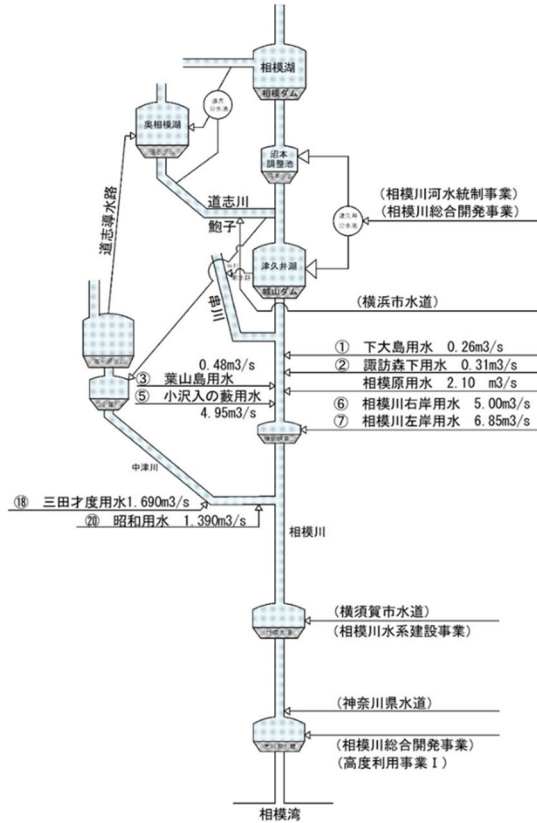 相模湖
相模ダム
道志
分水池
奥相模湖
沼本
調整池
道志川
鮑子
津久井
分水池
(相模川河水統制事業)
(相模川総合開発事業)
道志導水路
津久井湖
城山ダム
串川
(横浜市水道)
① 下大島用水 0.26m3/s
② 諏訪森下用水 0.31m3/s
相模原用水 2.10 m3/s
0.48m3/s
③ 葉山島用水
⑤ 小沢入の藪用水
4.95m3/s
⑥ 相模川右岸用水 5.00m3/s
⑦ 相模川左岸用水 6.85m3/s
中津川
⑱ 三田才度用水1.690m3/s
⑳ 昭和用水 1.390m3/s
相模川
(横須賀市水道)
(相模川水系建設事業)
(神奈川県水道)
(相模川総合開発事業)
(高度利用事業Ⅰ)
相模湾